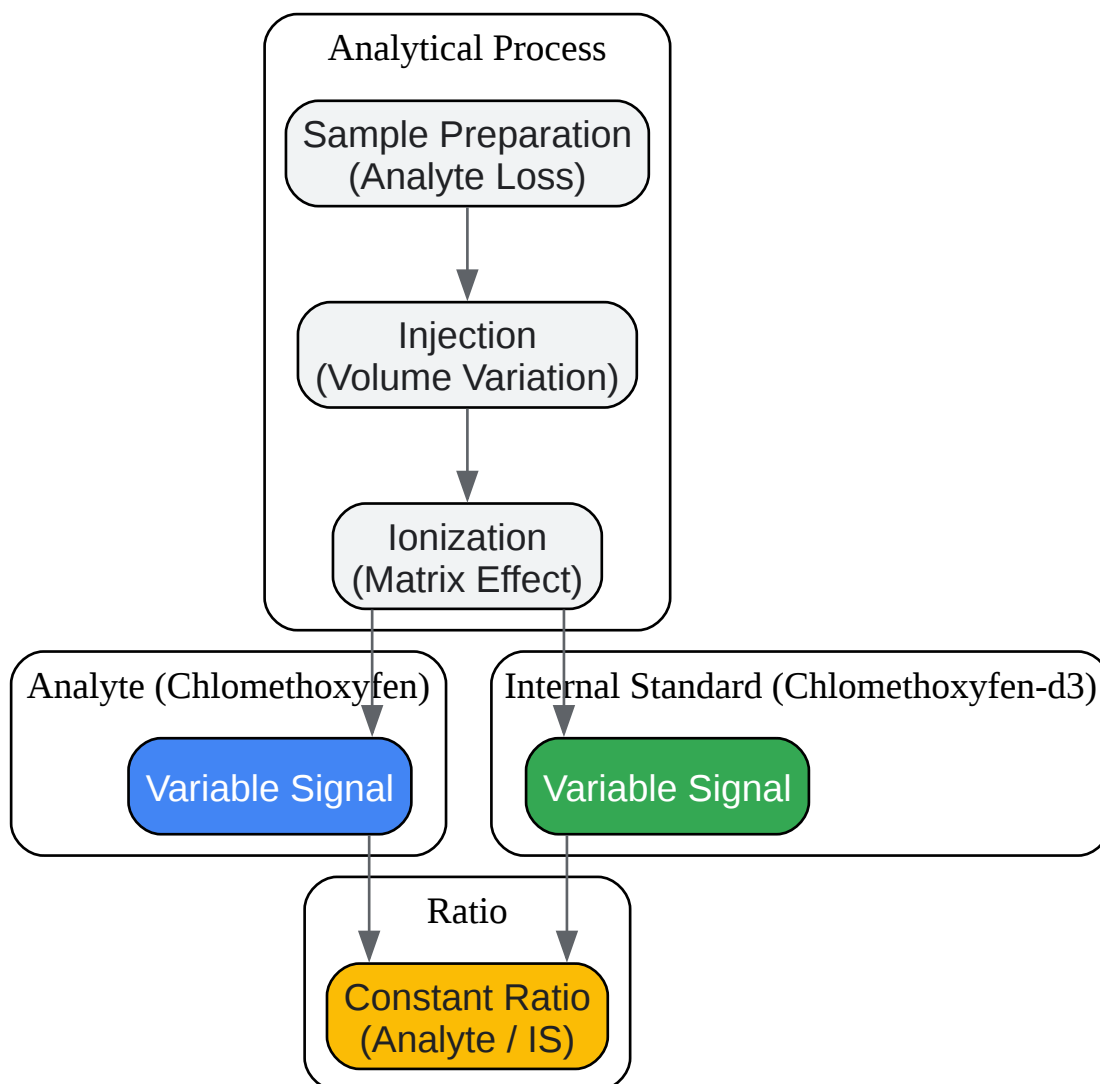 Analytical Process
Sample Preparation
(Analyte Loss)
Injection
(Volume Variation)
Ionization
(Matrix Effect)
Analyte (Chlomethoxyfen)
Internal Standard (Chlomethoxyfen-d3)
Variable Signal
Variable Signal
Ratio
Constant Ratio
(Analyte / IS)